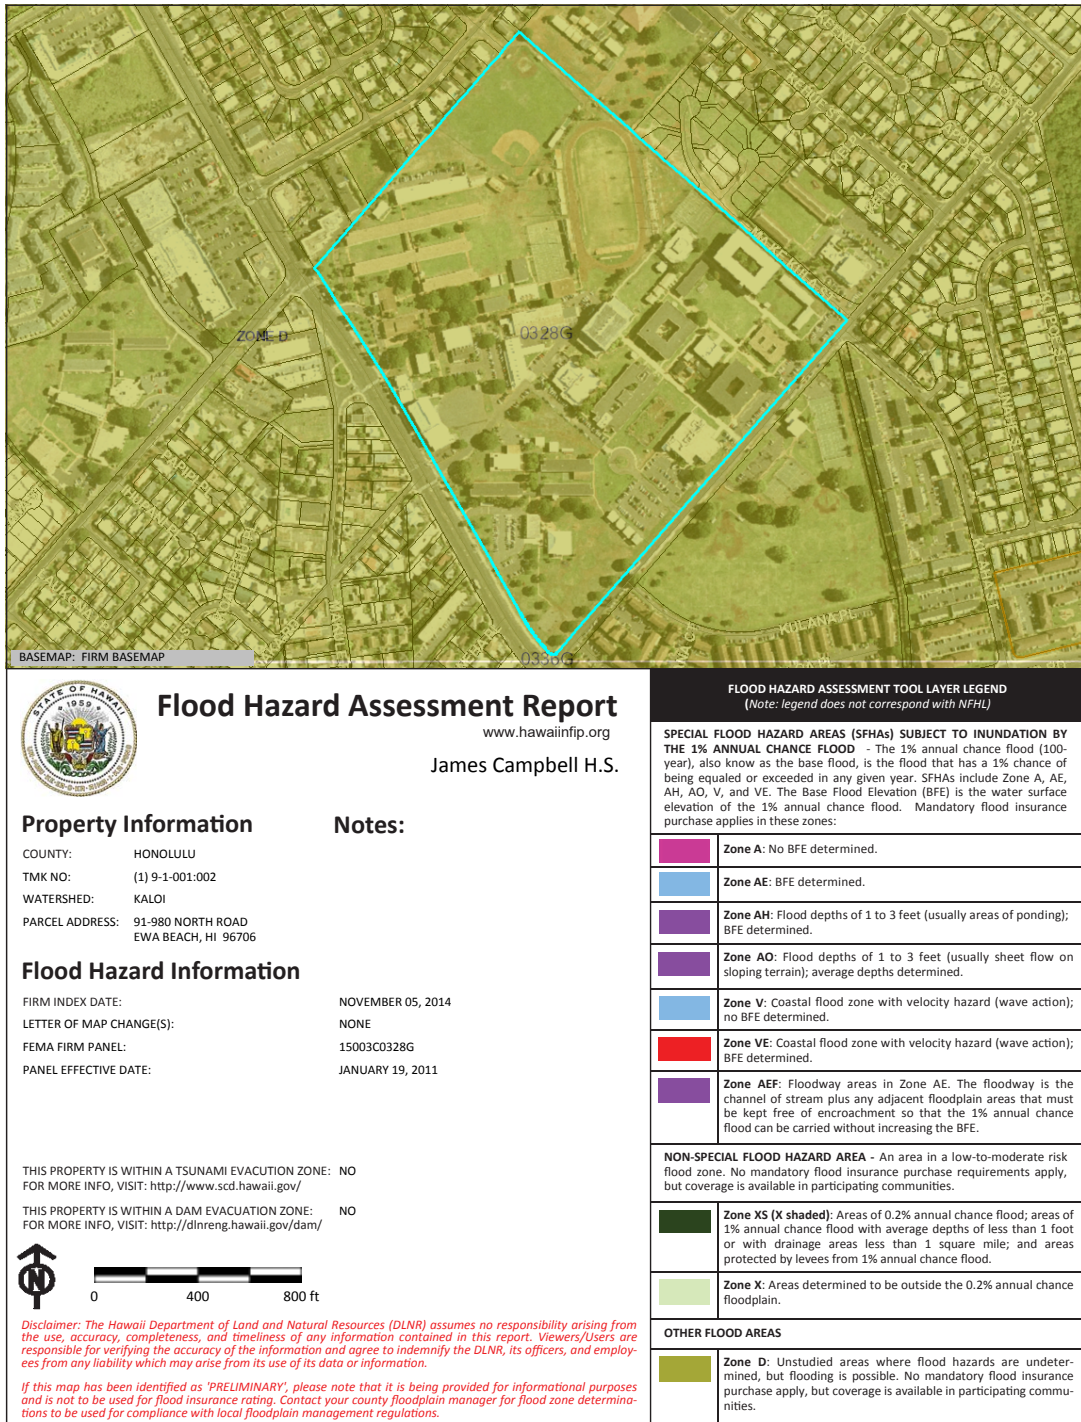 ZONE D
0328G
MAKE KULA ST
KULANA PL
0336G
BASEMAP: FIRM BASEMAP
STATE OF HAWAII
1959
Flood Hazard Assessment Report
www.hawaiinfip.org
James Campbell H.S.
Property Information
Notes:
COUNTY: HONOLULU
TMK NO: (1) 9-1-001:002
WATERSHED: KALOI
PARCEL ADDRESS: 91-980 NORTH ROAD
EWA BEACH, HI 96706
Flood Hazard Information
FIRM INDEX DATE: NOVEMBER 05, 2014
LETTER OF MAP CHANGE(S): NONE
FEMA FIRM PANEL: 15003C0328G
PANEL EFFECTIVE DATE: JANUARY 19, 2011
THIS PROPERTY IS WITHIN A TSUNAMI EVACUTION ZONE: NO
FOR MORE INFO, VISIT: http://www.scd.hawaii.gov/
THIS PROPERTY IS WITHIN A DAM EVACUATION ZONE: NO
FOR MORE INFO, VISIT: http://dlnreng.hawaii.gov/dam/
N
0 400 800 ft
Disclaimer: The Hawaii Department of Land and Natural Resources (DLNR) assumes no responsibility arising from
the use, accuracy, completeness, and timeliness of any information contained in this report. Viewers/Users are
responsible for verifying the accuracy of the information and agree to indemnify the DLNR, its officers, and employ-
ees from any liability which may arise from its use of its data or information.
If this map has been identified as 'PRELIMINARY', please note that it is being provided for informational purposes
and is not to be used for flood insurance rating. Contact your county floodplain manager for flood zone determina-
tions to be used for compliance with local floodplain management regulations.
FLOOD HAZARD ASSESSMENT TOOL LAYER LEGEND
(Note: legend does not correspond with NFHL)
SPECIAL FLOOD HAZARD AREAS (SFHAs) SUBJECT TO INUNDATION BY
THE 1% ANNUAL CHANCE FLOOD - The 1% annual chance flood (100-
year), also know as the base flood, is the flood that has a 1% chance of
being equaled or exceeded in any given year. SFHAs include Zone A, AE,
AH, AO, V, and VE. The Base Flood Elevation (BFE) is the water surface
elevation of the 1% annual chance flood. Mandatory flood insurance
purchase applies in these zones:
Zone A: No BFE determined.
Zone AE: BFE determined.
Zone AH: Flood depths of 1 to 3 feet (usually areas of ponding);
BFE determined.
Zone AO: Flood depths of 1 to 3 feet (usually sheet flow on
sloping terrain); average depths determined.
Zone V: Coastal flood zone with velocity hazard (wave action);
no BFE determined.
Zone VE: Coastal flood zone with velocity hazard (wave action);
BFE determined.
Zone AEF: Floodway areas in Zone AE. The floodway is the
channel of stream plus any adjacent floodplain areas that must
be kept free of encroachment so that the 1% annual chance
flood can be carried without increasing the BFE.
NON-SPECIAL FLOOD HAZARD AREA - An area in a low-to-moderate risk
flood zone. No mandatory flood insurance purchase requirements apply,
but coverage is available in participating communities.
Zone XS (X shaded): Areas of 0.2% annual chance flood; areas of
1% annual chance flood with average depths of less than 1 foot
or with drainage areas less than 1 square mile; and areas
protected by levees from 1% annual chance flood.
Zone X: Areas determined to be outside the 0.2% annual chance
floodplain.
OTHER FLOOD AREAS
Zone D: Unstudied areas where flood hazards are undeter-
mined, but flooding is possible. No mandatory flood insurance
purchase apply, but coverage is available in participating commu-
nities.